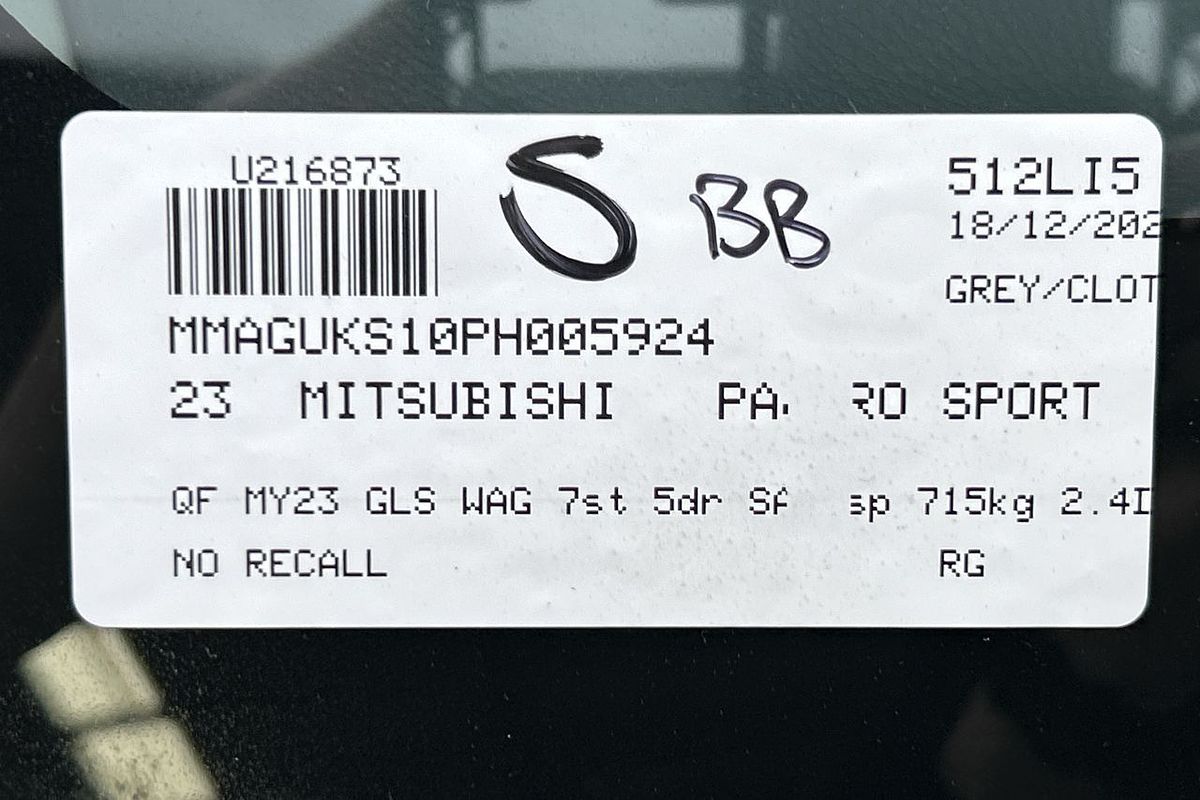 U216873
S BB
512LI5
18/12/202
GREY/CLOT
MMAGUKS10PH005924
23 MITSUBISHI SPORT
QF MY23 GLS WAG 7st 5dr 715kg 2.4D
NO RECALL RG